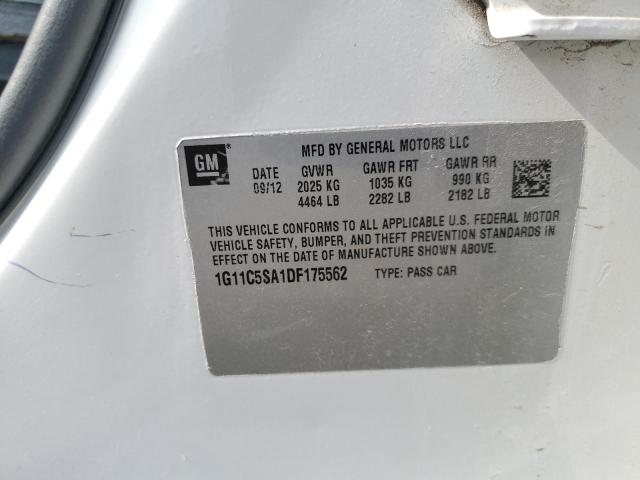 MFD BY GENERAL MOTORS LLC
GM
DATE GVWR GAWR FRT GAWR RR
09/12 2025 KG 1035 KG 990 KG
4464 LB 2282 LB 2182 LB
THIS VEHICLE CONFORMS TO ALL APPLICABLE U.S. FEDERAL MOTOR
VEHICLE SAFETY, BUMPER, AND THEFT PREVENTION STANDARDS IN
EFFECT ON THE DATE OF MANUFACTURE SHOWN ABOVE.
1G11C5SA1DF175562 TYPE: PASS CAR